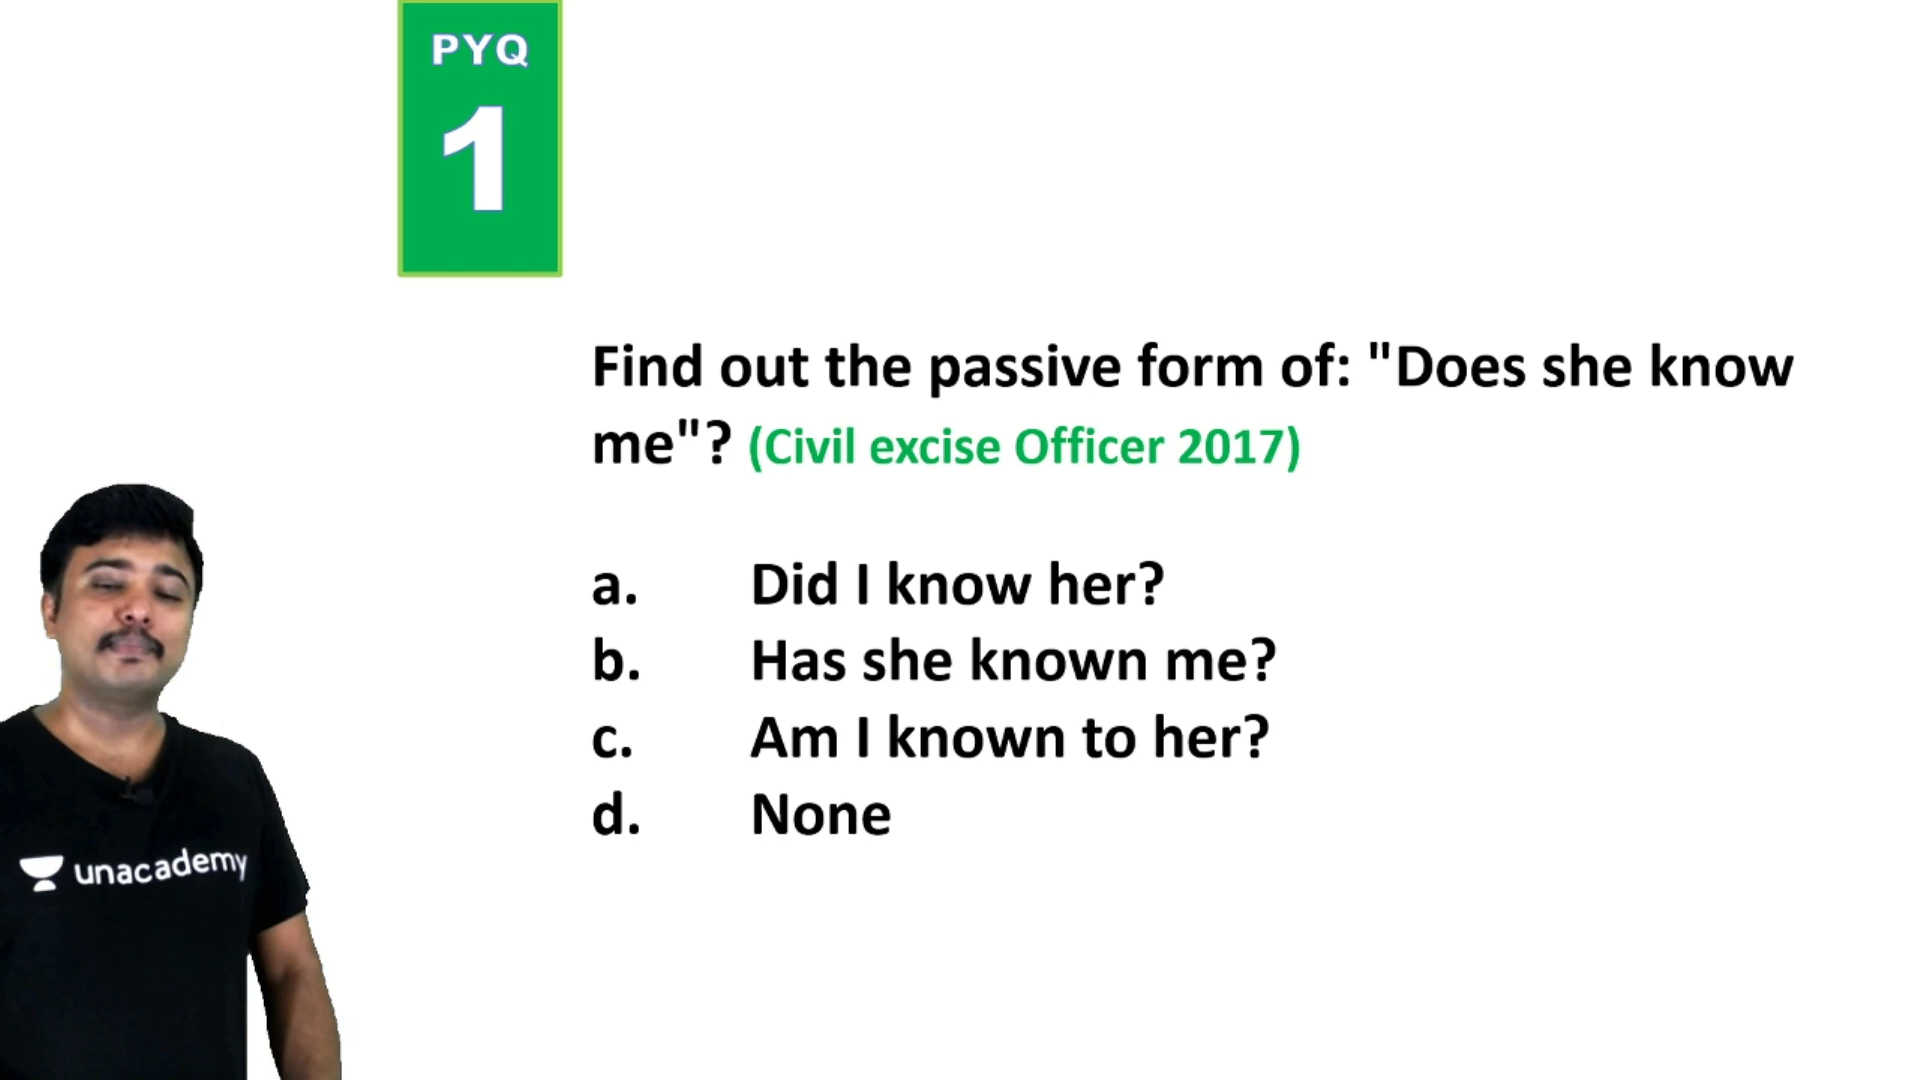 PYQ
1
Find out the passive form of: "Does she know
me"? (Civil excise Officer 2017)
a. Did I know her?
b. Has she known me?
c. Am I known to her?
d. None
unacademy